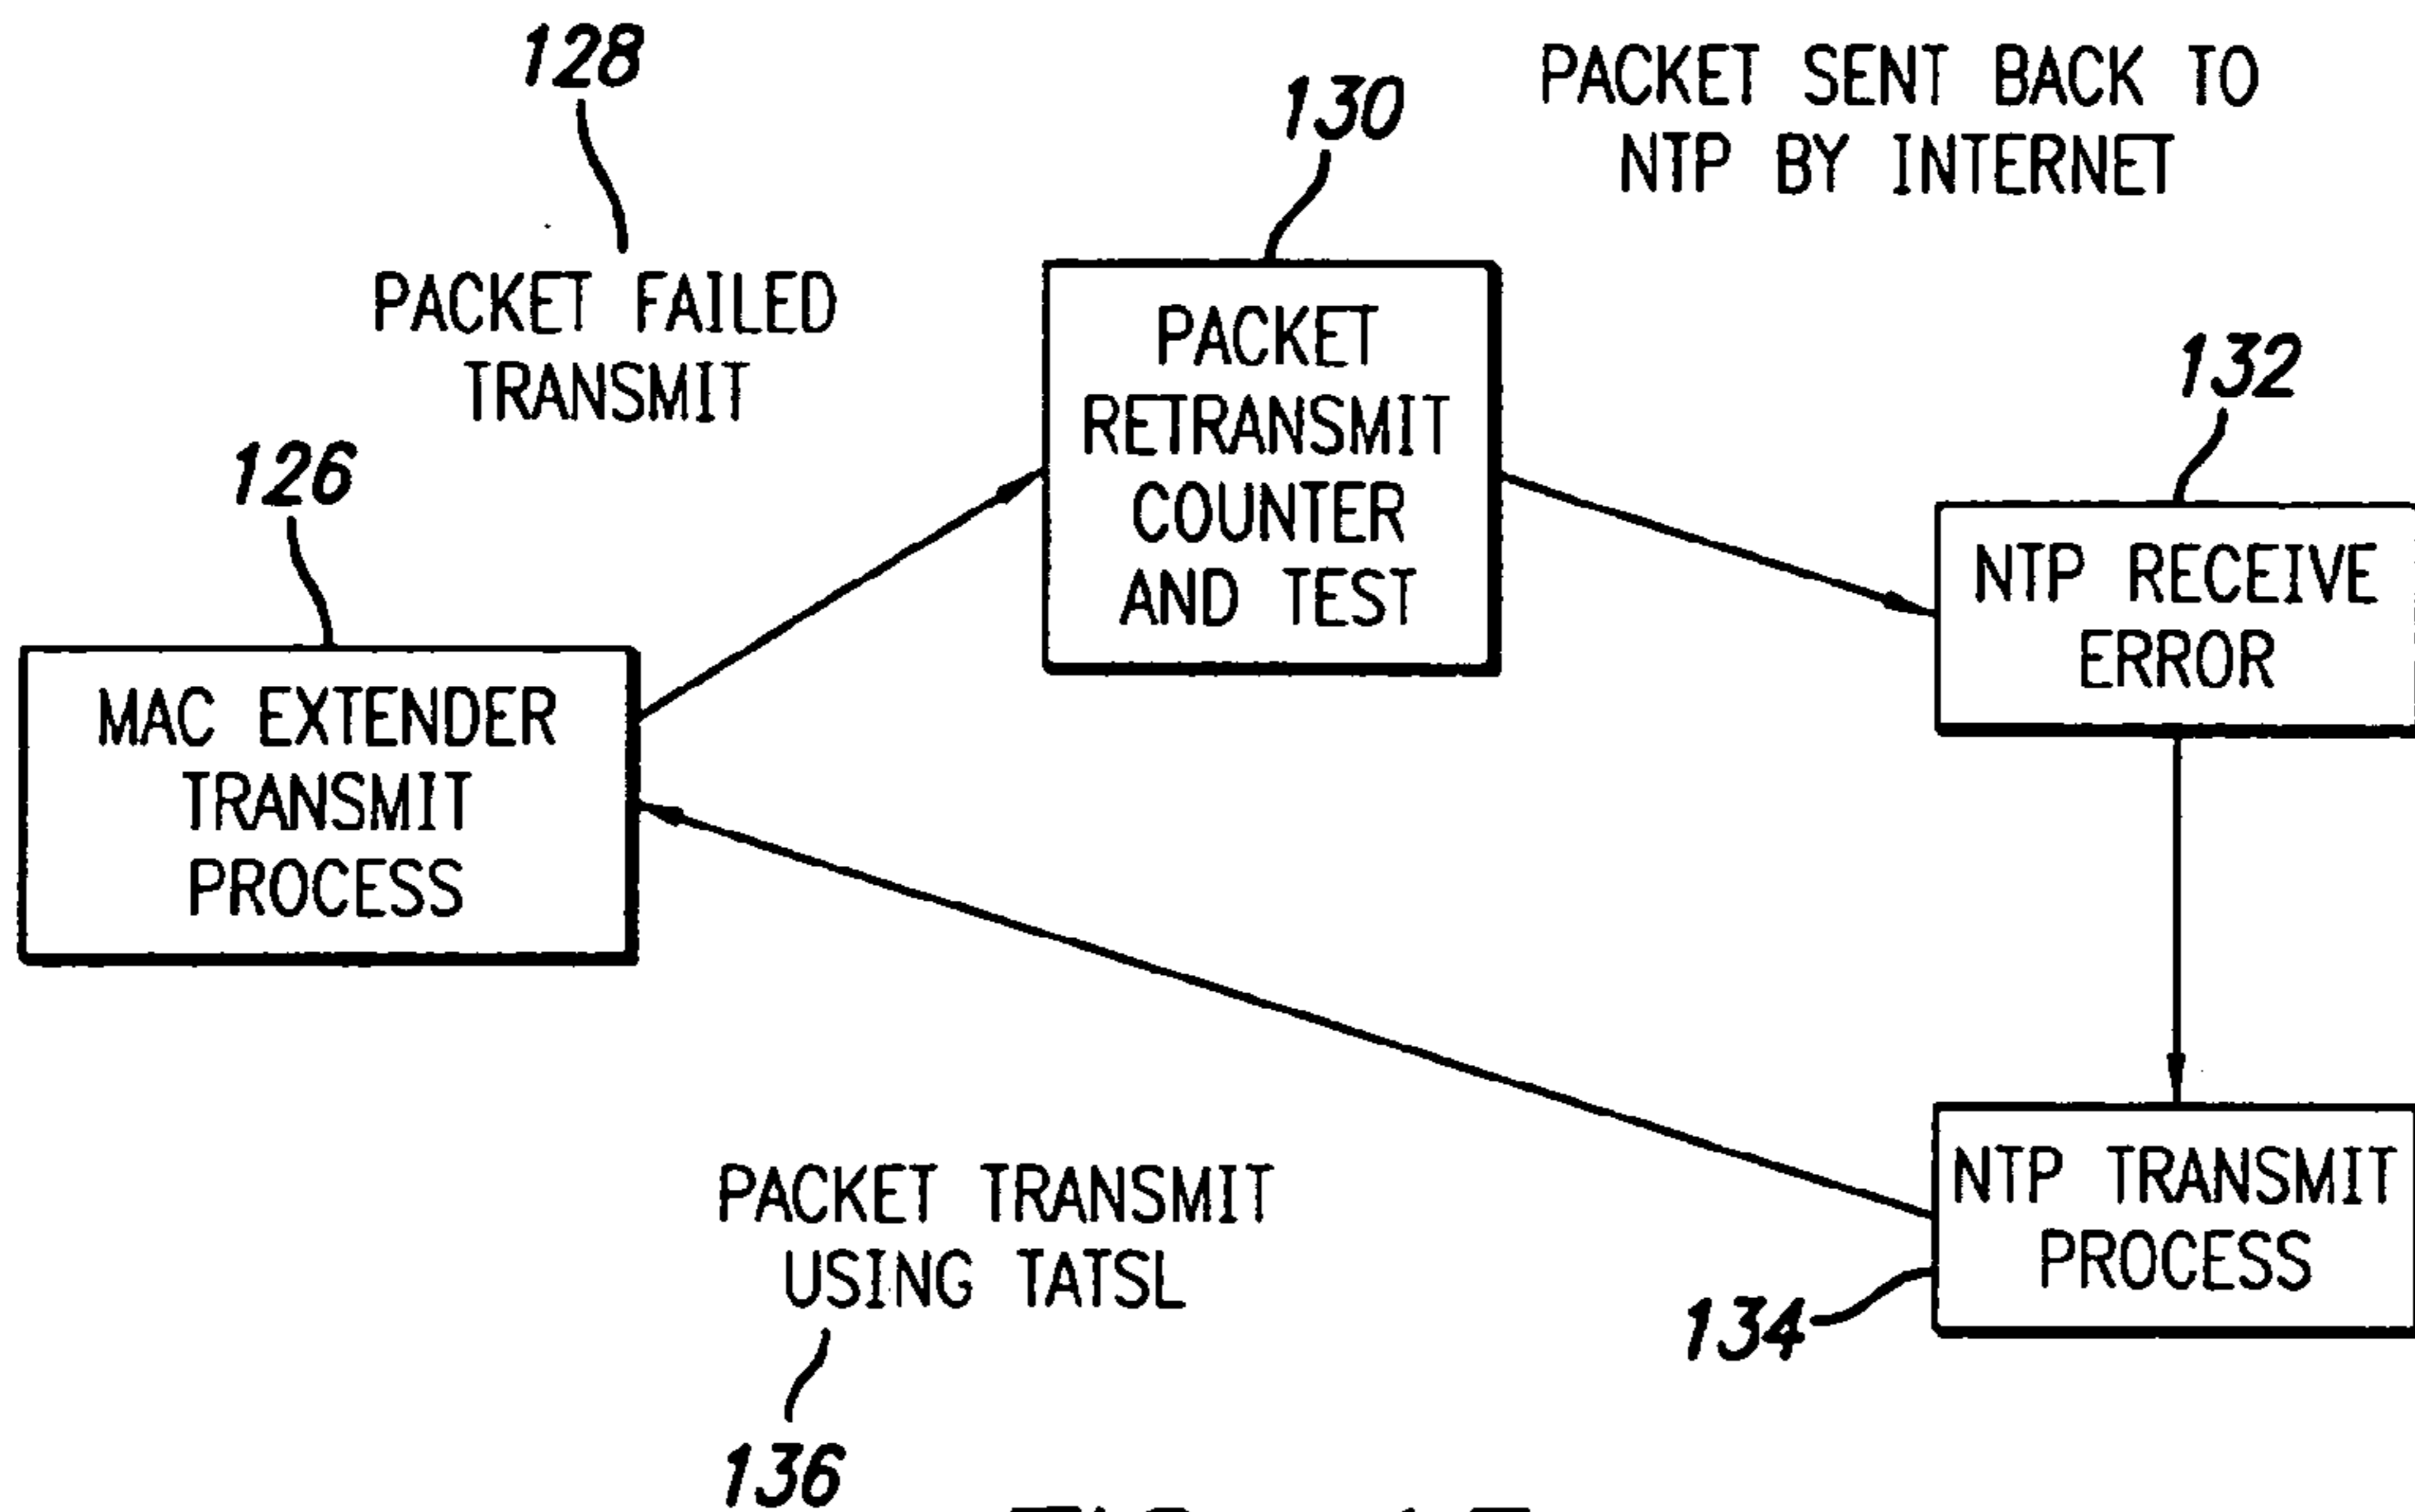 128
PACKET FAILED
TRANSMIT
130
PACKET SENT BACK TO
NTP BY INTERNET
126
PACKET
RETRANSMIT
COUNTER
AND TEST
132
NTP RECEIVE
ERROR
MAC EXTENDER
TRANSMIT
PROCESS
NTP TRANSMIT
PROCESS
134
PACKET TRANSMIT
USING TATSL
136